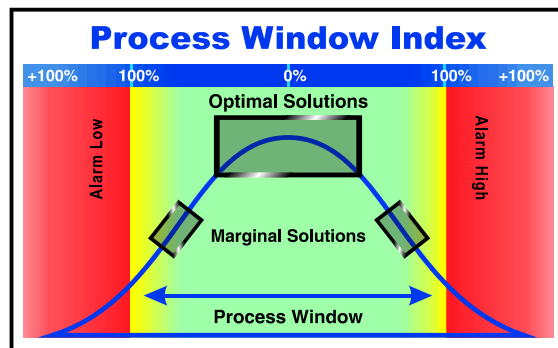 Process Window Index
+100% 100% 0% 100% +100%
Optimal Solutions
Alarm Low
Alarm High
Marginal Solutions
Process Window